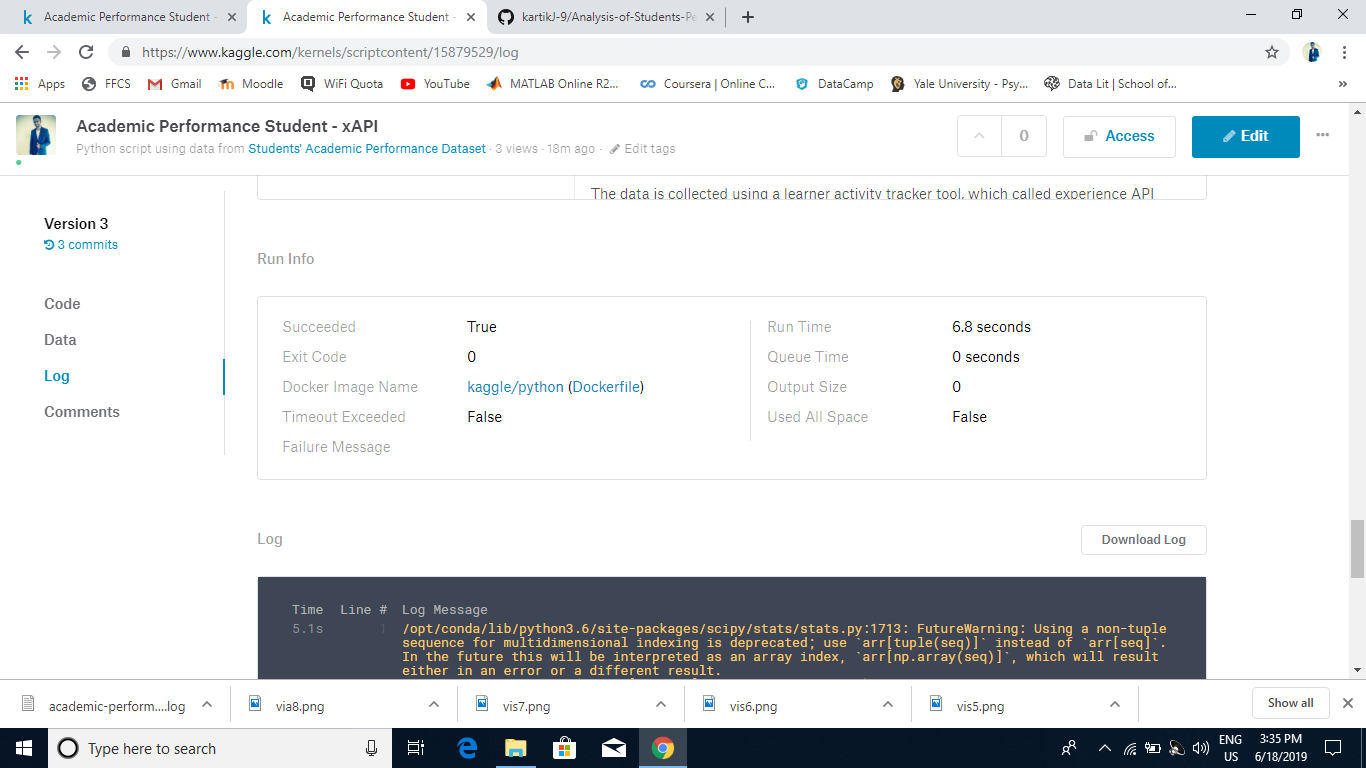 Academic Performance Student -
Academic Performance Student -
kartikJ-9/Analysis-of-Students-Pe
https://www.kaggle.com/kernels/scriptcontent/15879529/log
Apps FFCS Gmail Moodle WiFi Quota YouTube MATLAB Online R2... Coursera | Online C... DataCamp Yale University - Psy... Data Lit | School of... »
Academic Performance Student - xAPI
Python script using data from Students' Academic Performance Dataset · 3 views · 18m ago · Edit tags
0
Access
Edit
The data is collected using a learner activity tracker tool, which called experience API
Version 3
3 commits
Code
Data
Log
Comments
Run Info
Succeeded True
Exit Code 0
Docker Image Name kaggle/python (Dockerfile)
Timeout Exceeded False
Failure Message
Run Time 6.8 seconds
Queue Time 0 seconds
Output Size 0
Used All Space False
Log
Download Log
Time Line # Log Message
5.1s 1 /opt/conda/lib/python3.6/site-packages/scipy/stats/stats.py:1713: FutureWarning: Using a non-tuple
sequence for multidimensional indexing is deprecated; use `arr[tuple(seq)]` instead of `arr[seq]`.
In the future this will be interpreted as an array index, `arr[np.array(seq)]`, which will result
either in an error or a different result.
academic-perform....log via8.png vis7.png vis6.png vis5.png Show all
Type here to search
ENG
US
3:35 PM
6/18/2019